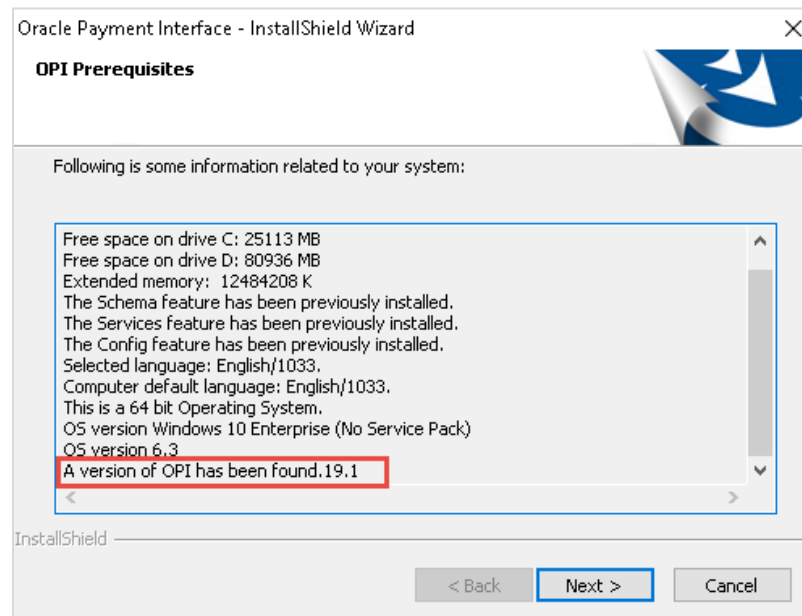 Oracle Payment Interface - InstallShield Wizard
OPI Prerequisites
Following is some information related to your system:
Free space on drive C: 25113 MB
Free space on drive D: 80936 MB
Extended memory:  12484208 K
The Schema feature has been previously installed.
The Services feature has been previously installed.
The Config feature has been previously installed.
Selected language: English/1033.
Computer default language: English/1033.
This is a 64 bit Operating System.
OS version Windows 10 Enterprise (No Service Pack)
OS version 6.3
A version of OPI has been found.19.1
InstallShield
< Back
Next >
Cancel